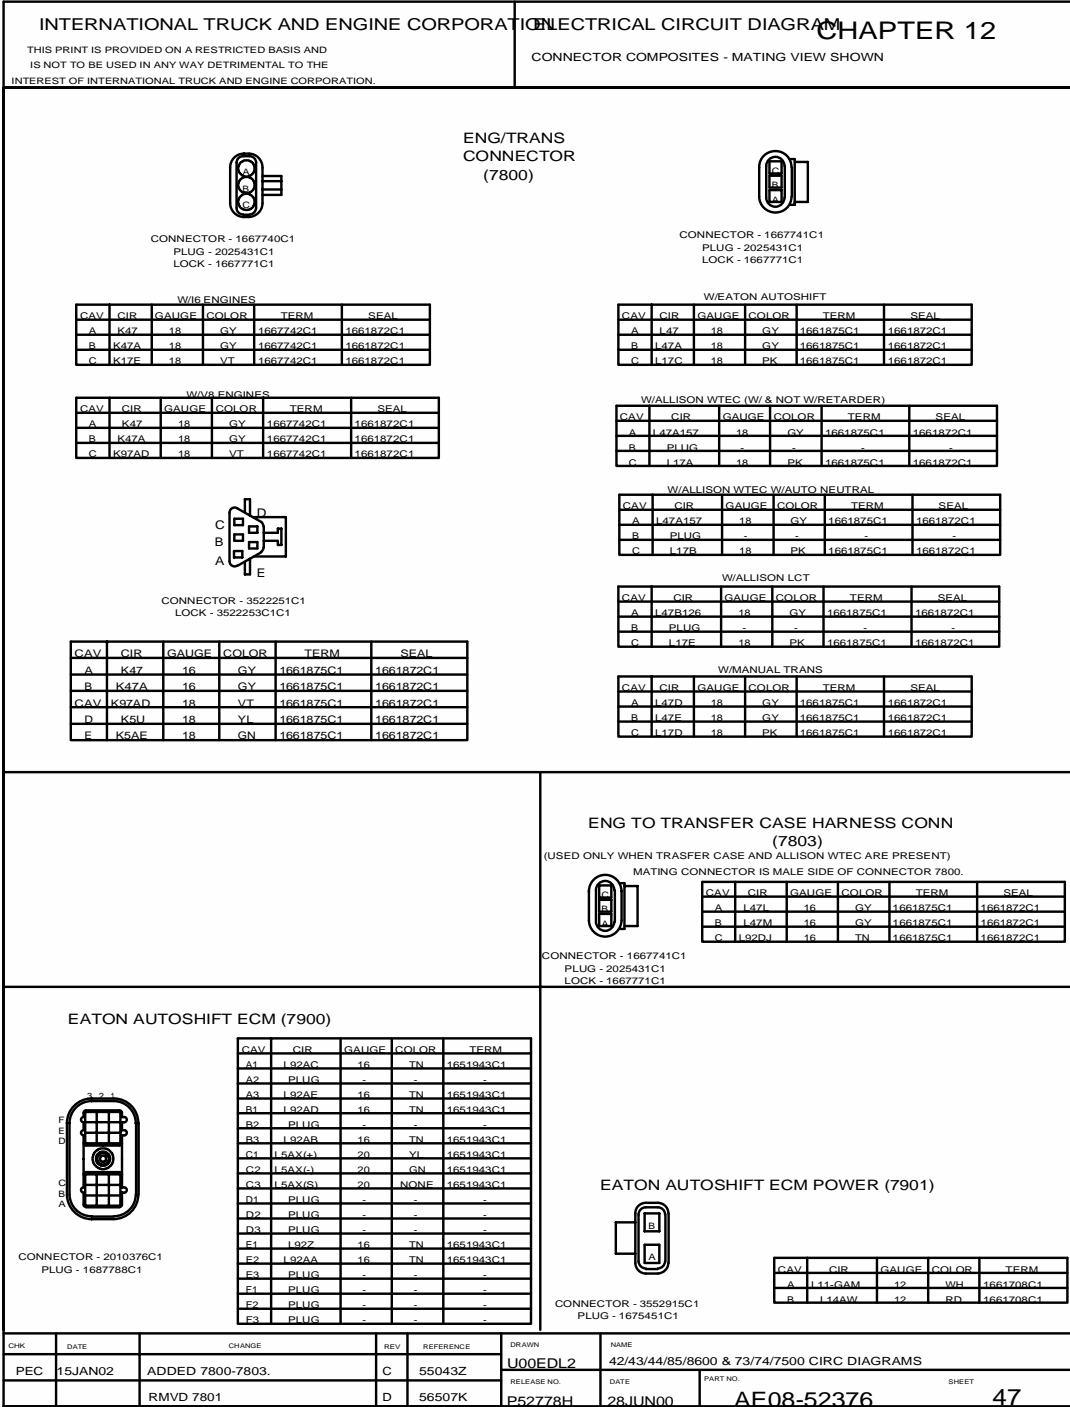 INTERNATIONAL TRUCK AND ENGINE CORPORATION
THIS PRINT IS PROVIDED ON A RESTRICTED BASIS AND
IS NOT TO BE USED IN ANY WAY DETRIMENTAL TO THE
INTEREST OF INTERNATIONAL TRUCK AND ENGINE CORPORATION.
ELECTRICAL CIRCUIT DIAGRAM
CHAPTER 12
CONNECTOR COMPOSITES - MATING VIEW SHOWN
ENG/TRANS
CONNECTOR
(7800)
A
B
C
CONNECTOR - 1667740C1
PLUG - 2025431C1
LOCK - 1667771C1
W/I6 ENGINES
CAV CIR GAUGE COLOR TERM SEAL
A K47 18 GY 1667742C1 1661872C1
B K47A 18 GY 1667742C1 1661872C1
C K17E 18 VT 1667742C1 1661872C1
W/V8 ENGINES
CAV CIR GAUGE COLOR TERM SEAL
A K47 18 GY 1667742C1 1661872C1
B K47A 18 GY 1667742C1 1661872C1
C K97AD 18 VT 1667742C1 1661872C1
D
C
B
A
E
CONNECTOR - 3522251C1
LOCK - 3522253C1C1
CAV CIR GAUGE COLOR TERM SEAL
A K47 16 GY 1661875C1 1661872C1
B K47A 16 GY 1661875C1 1661872C1
CAV K97AD 18 VT 1661875C1 1661872C1
D K5U 18 YL 1661875C1 1661872C1
E K5AE 18 GN 1661875C1 1661872C1
C
B
A
CONNECTOR - 1667741C1
PLUG - 2025431C1
LOCK - 1667771C1
W/EATON AUTOSHIFT
CAV CIR GAUGE COLOR TERM SEAL
A L47 18 GY 1661875C1 1661872C1
B L47A 18 GY 1661875C1 1661872C1
C L17C 18 PK 1661875C1 1661872C1
W/ALLISON WTEC (W/ & NOT W/RETARDER)
CAV CIR GAUGE COLOR TERM SEAL
A L47A157 18 GY 1661875C1 1661872C1
B PLUG - - - -
C L17A 18 PK 1661875C1 1661872C1
W/ALLISON WTEC W/AUTO NEUTRAL
CAV CIR GAUGE COLOR TERM SEAL
A L47A157 18 GY 1661875C1 1661872C1
B PLUG - - - -
C L17B 18 PK 1661875C1 1661872C1
W/ALLISON LCT
CAV CIR GAUGE COLOR TERM SEAL
A L47B126 18 GY 1661875C1 1661872C1
B PLUG - - - -
C L17E 18 PK 1661875C1 1661872C1
W/MANUAL TRANS
CAV CIR GAUGE COLOR TERM SEAL
A L47D 18 GY 1661875C1 1661872C1
B L47E 18 GY 1661875C1 1661872C1
C L17D 18 PK 1661875C1 1661872C1
ENG TO TRANSFER CASE HARNESS CONN
(7803)
(USED ONLY WHEN TRASFER CASE AND ALLISON WTEC ARE PRESENT)
MATING CONNECTOR IS MALE SIDE OF CONNECTOR 7800.
C
B
A
CONNECTOR - 1667741C1
PLUG - 2025431C1
LOCK - 1667771C1
CAV CIR GAUGE COLOR TERM SEAL
A L47L 16 GY 1661875C1 1661872C1
B L47M 16 GY 1661875C1 1661872C1
C L92DJ 16 TN 1661875C1 1661872C1
EATON AUTOSHIFT ECM (7900)
3 2 1
F
E
D
C
B
A
CONNECTOR - 2010376C1
PLUG - 1687788C1
CAV CIR GAUGE COLOR TERM
A1 L92AC 16 TN 1651943C1
A2 PLUG - - -
A3 L92AE 16 TN 1651943C1
B1 L92AD 16 TN 1651943C1
B2 PLUG - - -
B3 L92AB 16 TN 1651943C1
C1 L5AX(+) 20 YL 1651943C1
C2 L5AX(-) 20 GN 1651943C1
C3 L5AX(S) 20 NONE 1651943C1
D1 PLUG - - -
D2 PLUG - - -
D3 PLUG - - -
E1 L92Z 16 TN 1651943C1
E2 L92AA 16 TN 1651943C1
E3 PLUG - - -
F1 PLUG - - -
F2 PLUG - - -
F3 PLUG - - -
EATON AUTOSHIFT ECM POWER (7901)
B
A
CONNECTOR - 3552915C1
PLUG - 1675451C1
CAV CIR GAUGE COLOR TERM
A L11-GAM 12 WH 1661708C1
B L14AW 12 RD 1661708C1
CHK DATE CHANGE REV REFERENCE
PEC 15JAN02 ADDED 7800-7803. C 55043Z
RMVD 7801 D 56507K
DRAWN
U00EDL2
NAME
42/43/44/85/8600 & 73/74/7500 CIRC DIAGRAMS
RELEASE NO.
P52778H
DATE
28JUN00
PART NO.
AE08-52376
SHEET
47